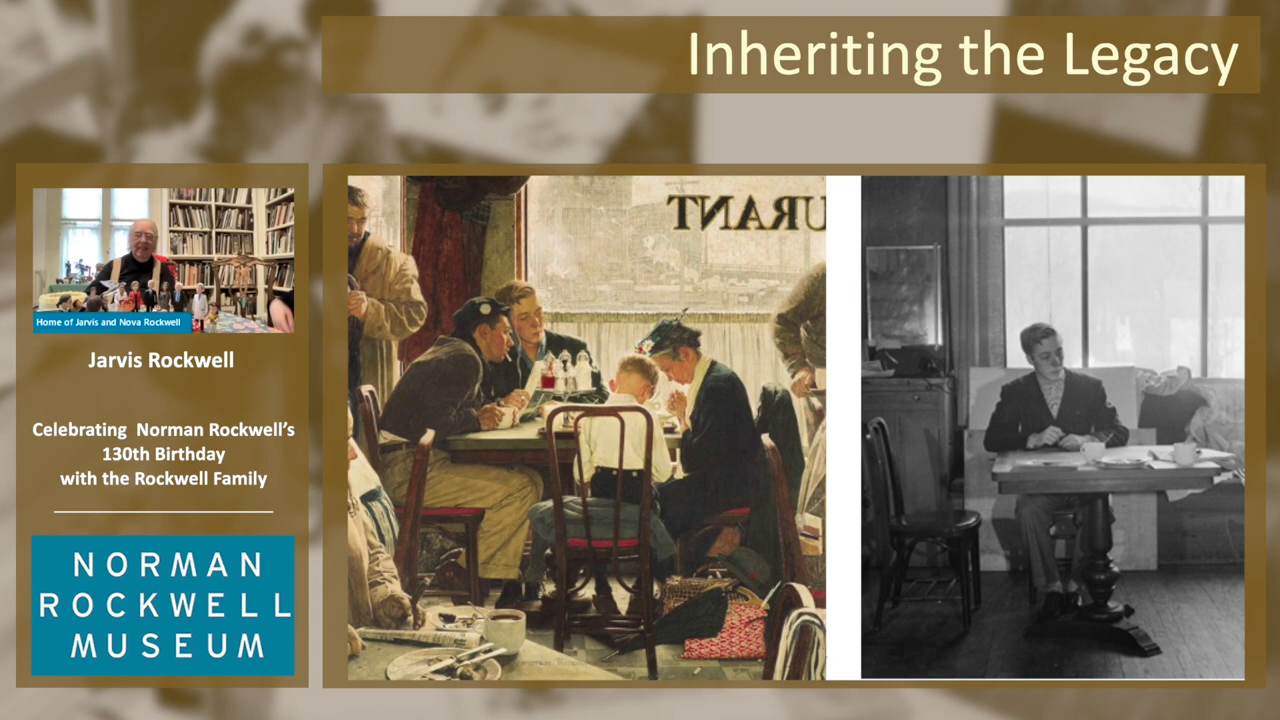 Inheriting the Legacy
Home of Jarvis and Nova Rockwell
Jarvis Rockwell
Celebrating Norman Rockwell's
130th Birthday
with the Rockwell Family
NORMAN
ROCKWELL
MUSEUM
URANT